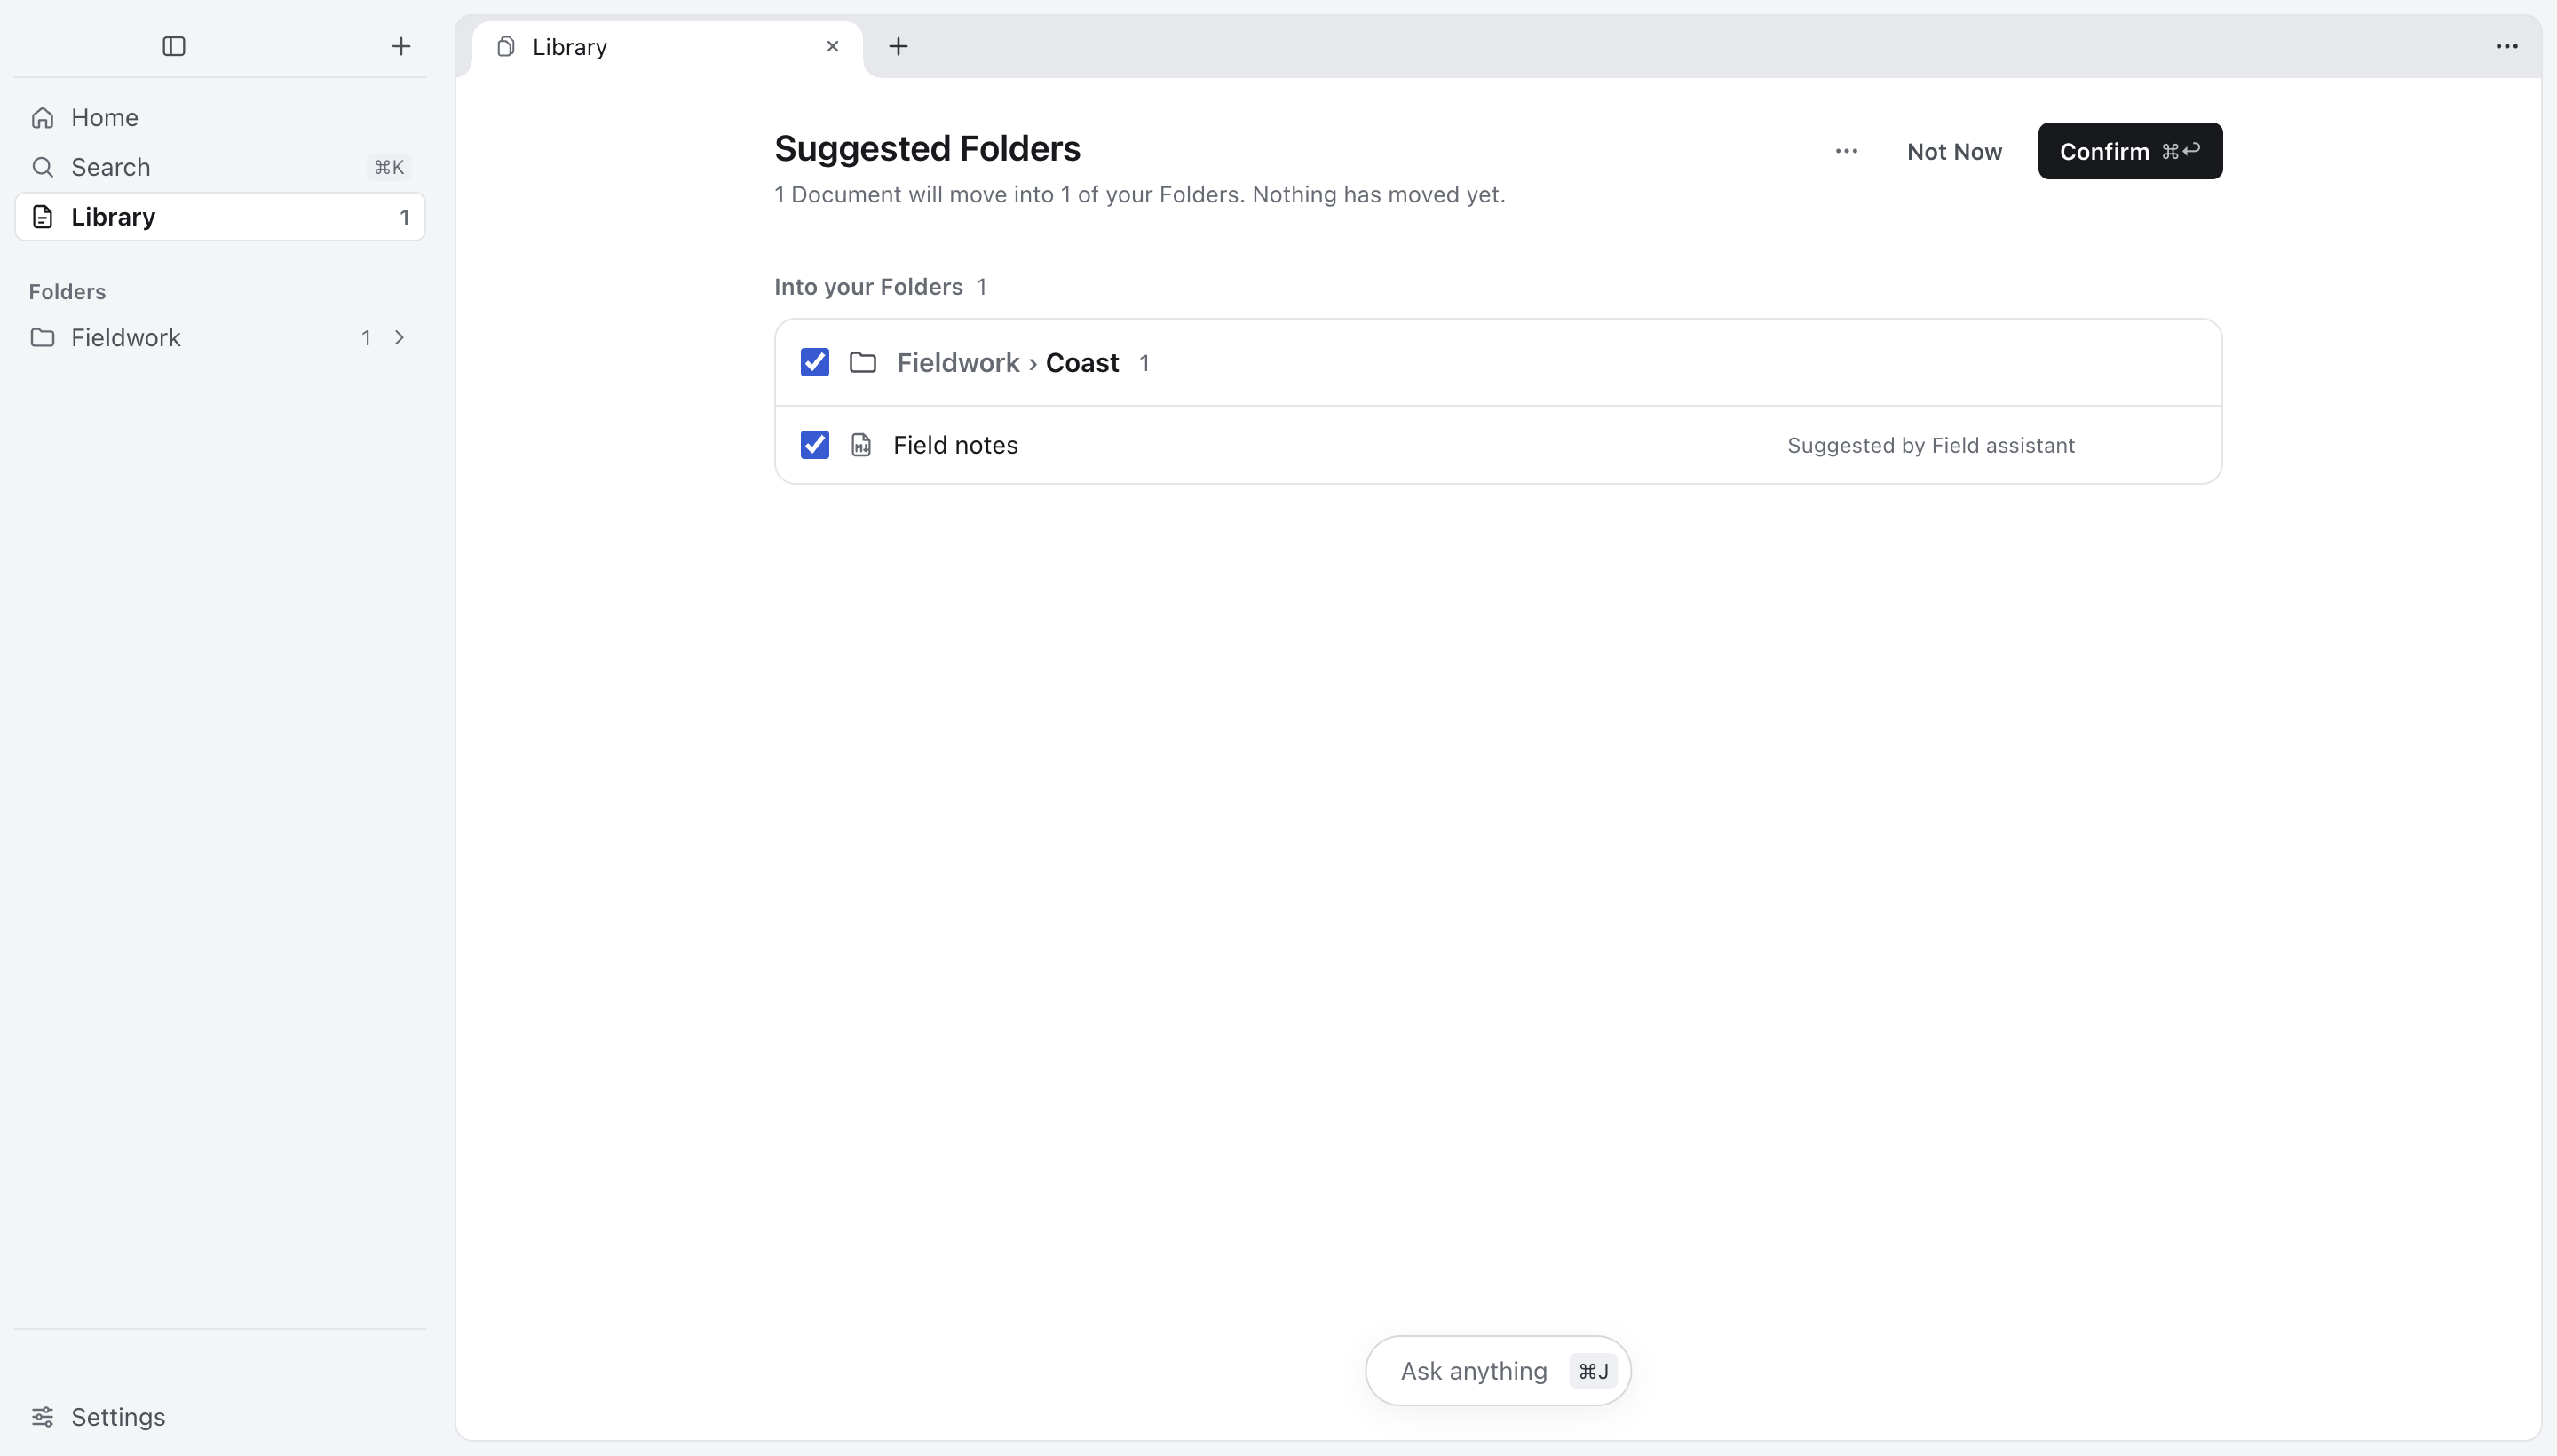 Library
Home
Search ⌘K
Library 1
Folders
Fieldwork 1
Settings
Suggested Folders
Not Now
Confirm ⌘↩
1 Document will move into 1 of your Folders. Nothing has moved yet.
Into your Folders 1
Fieldwork › Coast 1
Field notes
Suggested by Field assistant
Ask anything ⌘J